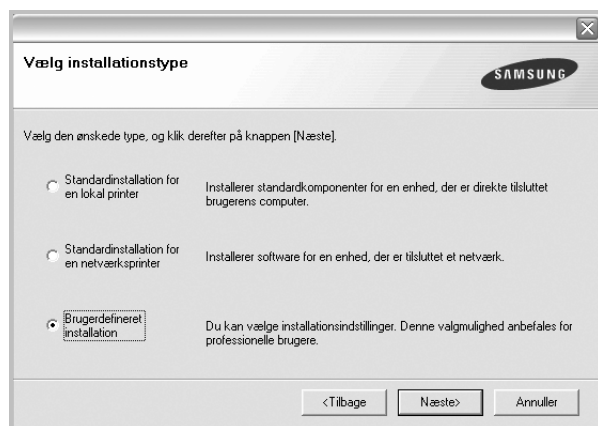 Vælg installationstype
SAMSUNG
Vælg den ønskede type, og klik derefter på knappen [Næste].
Standardinstallation for
en lokal printer
Installerer standardkomponenter for en enhed, der er direkte tilsluttet
brugerens computer.
Standardinstallation for
en netværksprinter
Installerer software for en enhed, der er tilsluttet et netværk.
Brugerdefineret
installation
Du kan vælge installationsindstillinger. Denne valgmulighed anbefales for
professionelle brugere.
<Tilbage
Næste>
Annuller